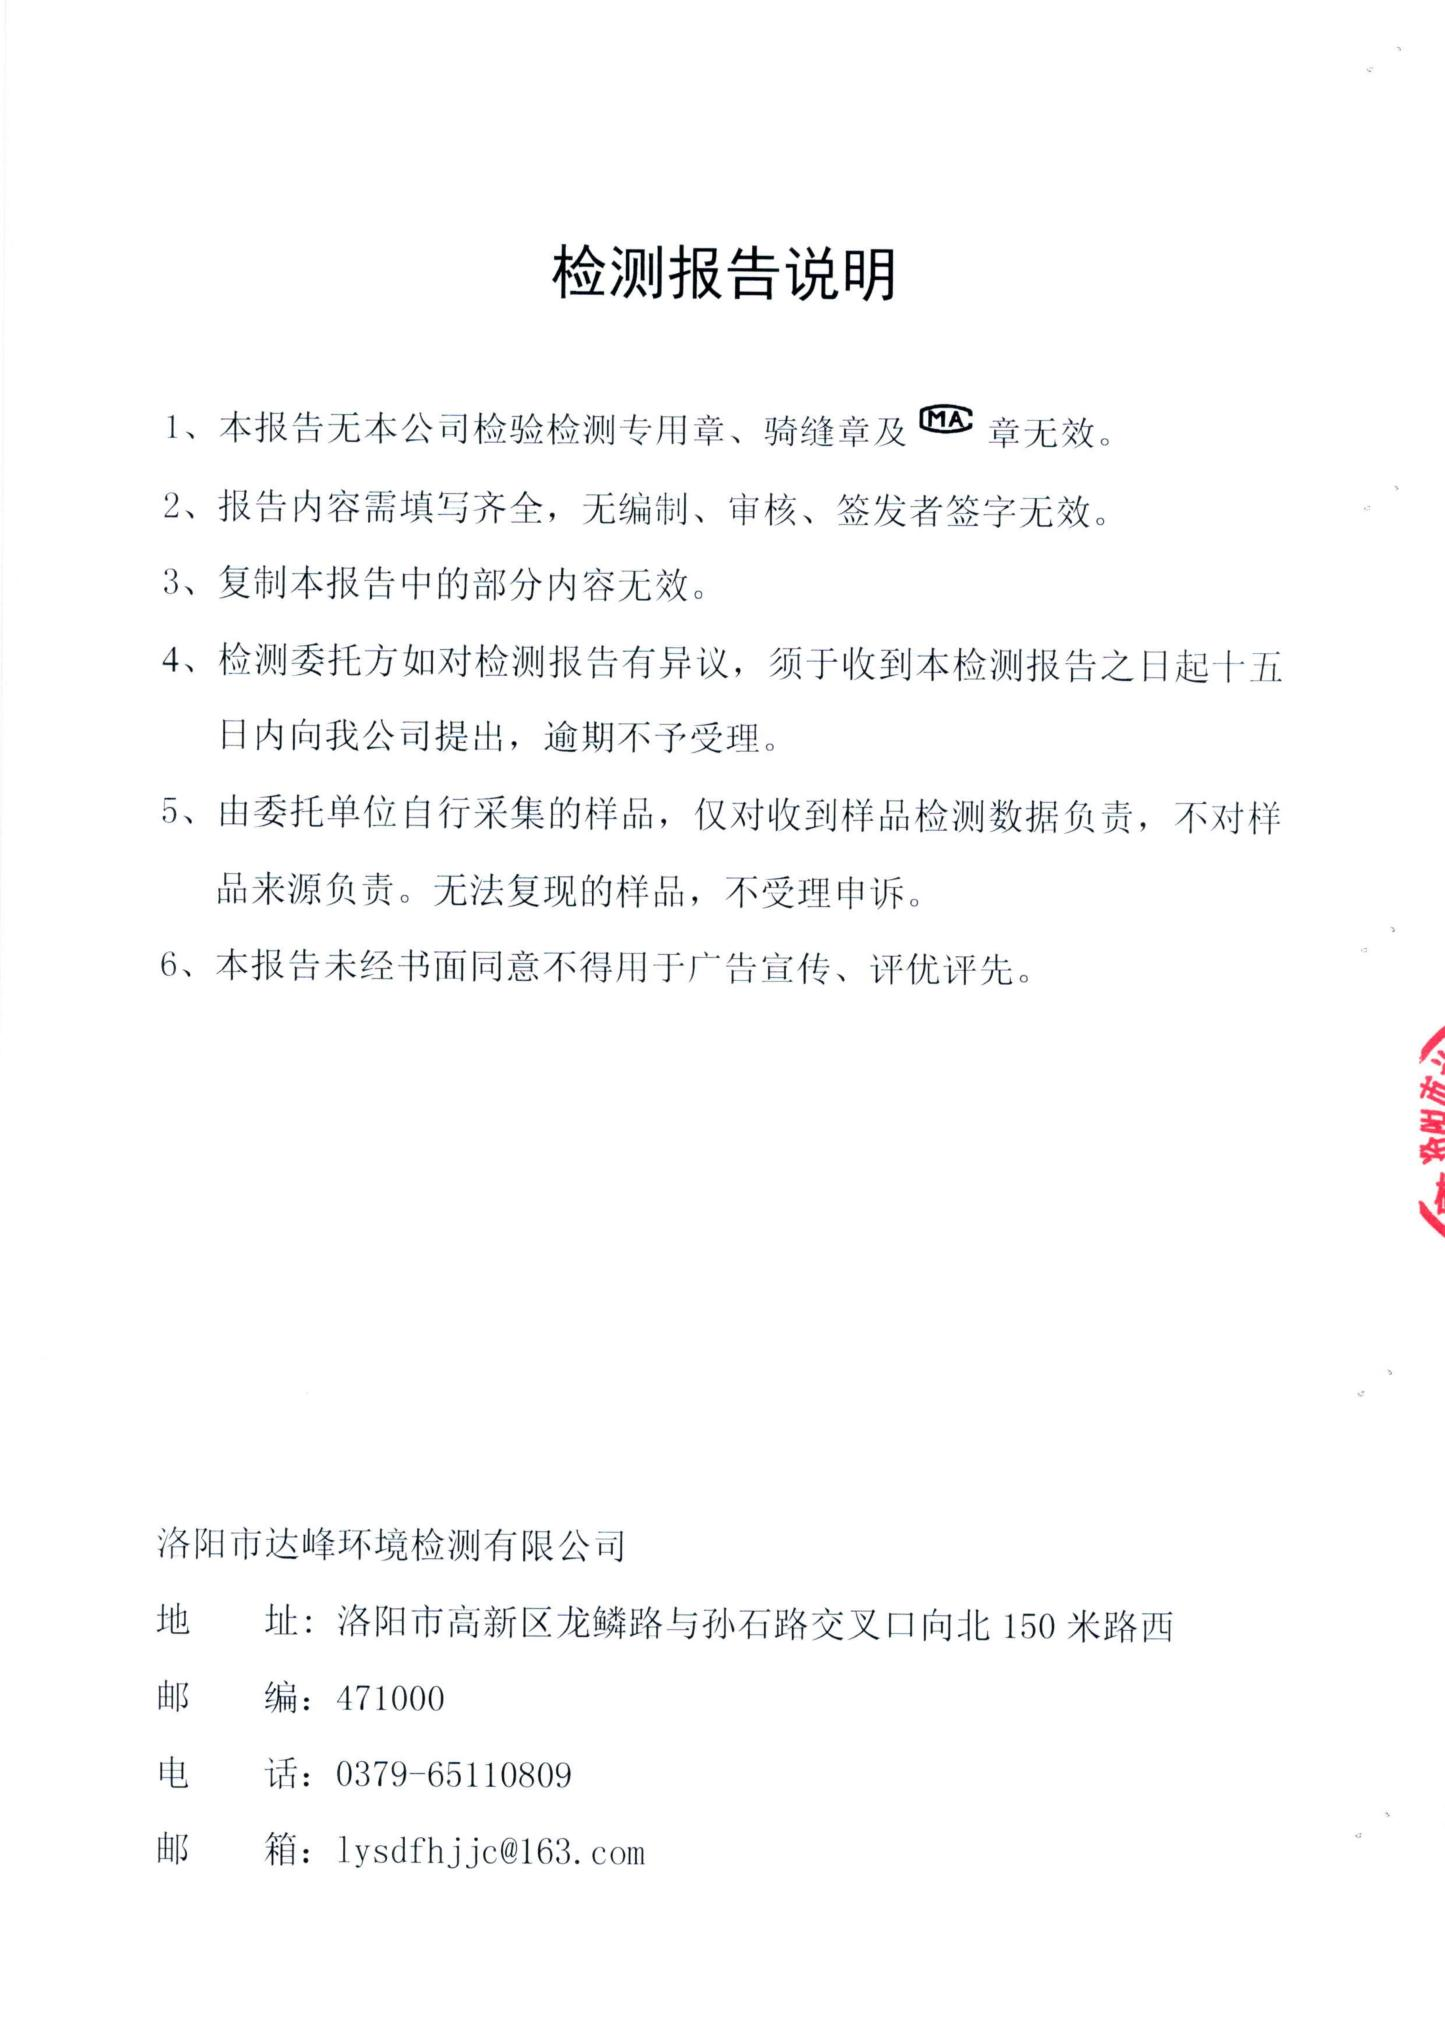 检测报告说明
1、本报告无本公司检验检测专用章、骑缝章及 MA 章无效。
2、报告内容需填写齐全，无编制、审核、签发者签字无效。
3、复制本报告中的部分内容无效。
4、检测委托方如对检测报告有异议，须于收到本检测报告之日起十五
日内向我公司提出，逾期不予受理。
5、由委托单位自行采集的样品，仅对收到样品检测数据负责，不对样
品来源负责。无法复现的样品，不受理申诉。
6、本报告未经书面同意不得用于广告宣传、评优评先。
洛阳市
洛阳市达峰环境检测有限公司
地　　址：洛阳市高新区龙鳞路与孙石路交叉口向北 150 米路西
邮　　编：471000
电　　话：0379-65110809
邮　　箱：lysdfhjjc@163.com